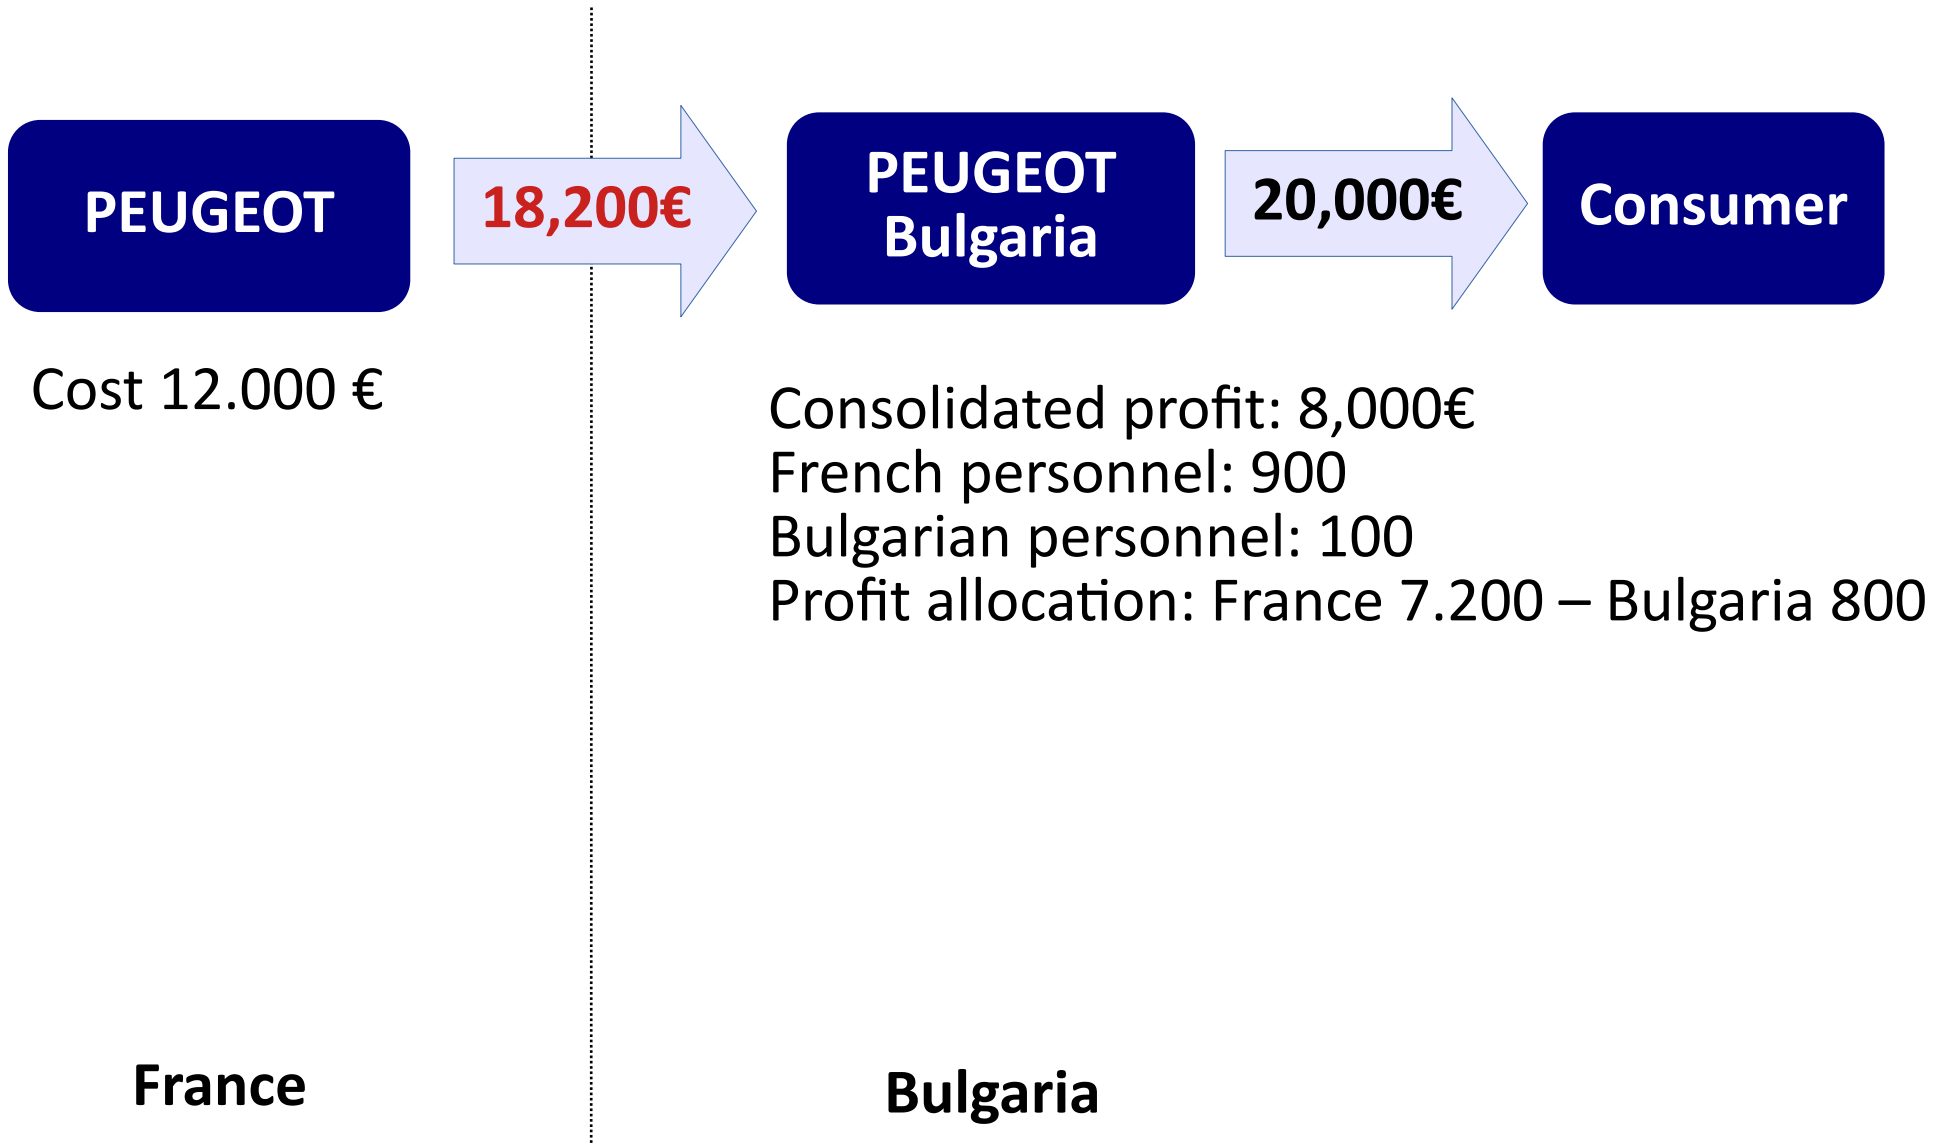 PEUGEOT
18,200€
PEUGEOT
Bulgaria
20,000€
Consumer
Cost 12.000 €
Consolidated profit: 8,000€
French personnel: 900
Bulgarian personnel: 100
Profit allocation: France 7.200 – Bulgaria 800
France
Bulgaria